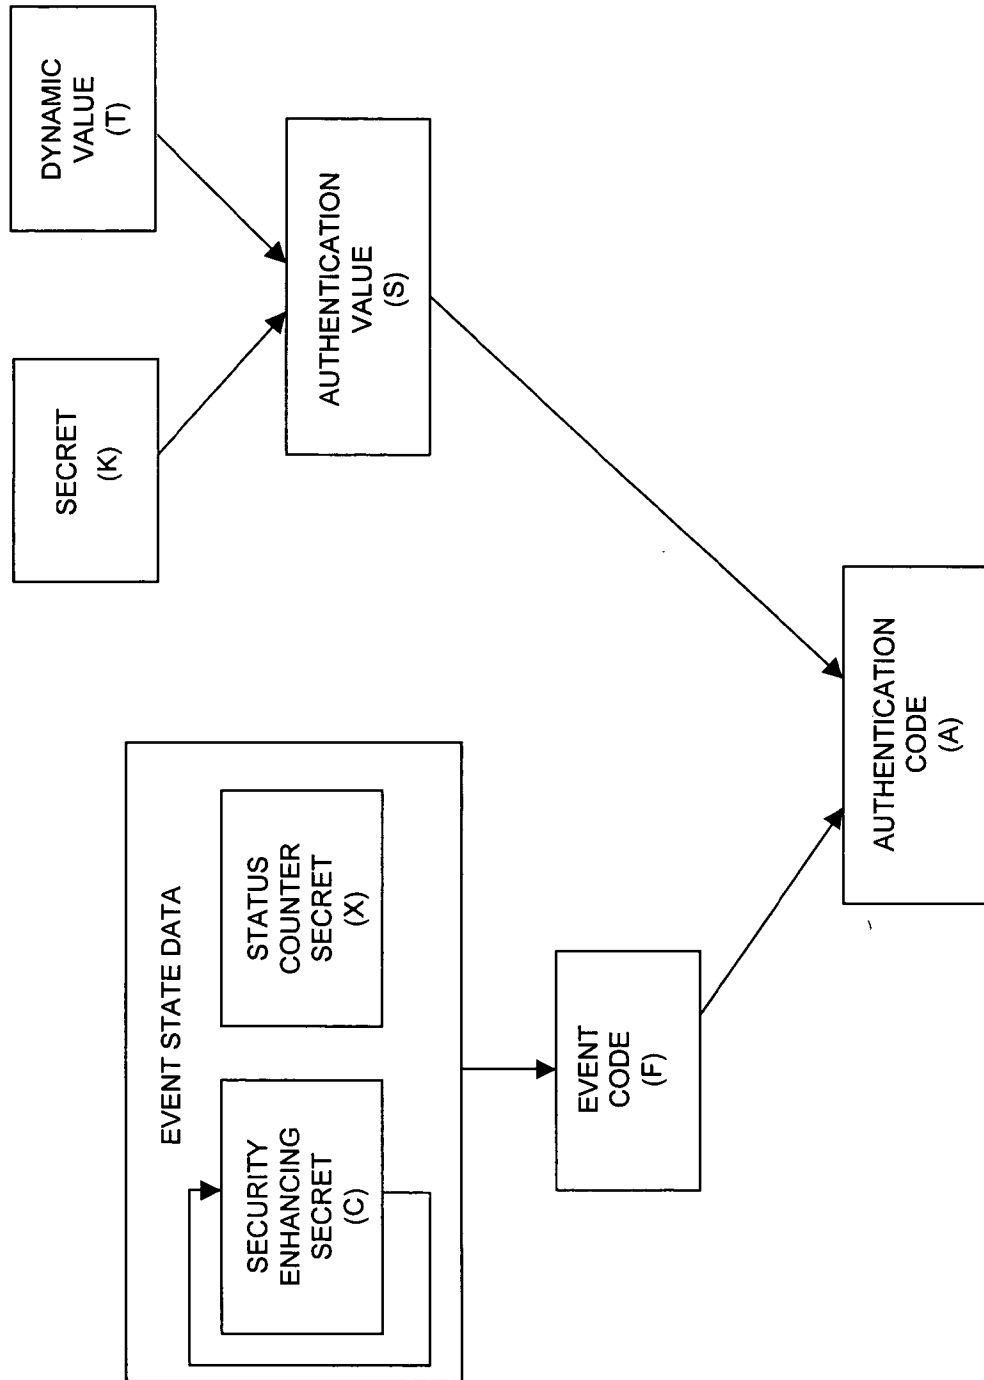 EVENT STATE DATA
SECURITY
ENHANCING
SECRET
(C)
STATUS
COUNTER
SECRET
(X)
SECRET
(K)
DYNAMIC
VALUE
(T)
AUTHENTICATION
VALUE
(S)
EVENT
CODE
(F)
AUTHENTICATION
CODE
(A)